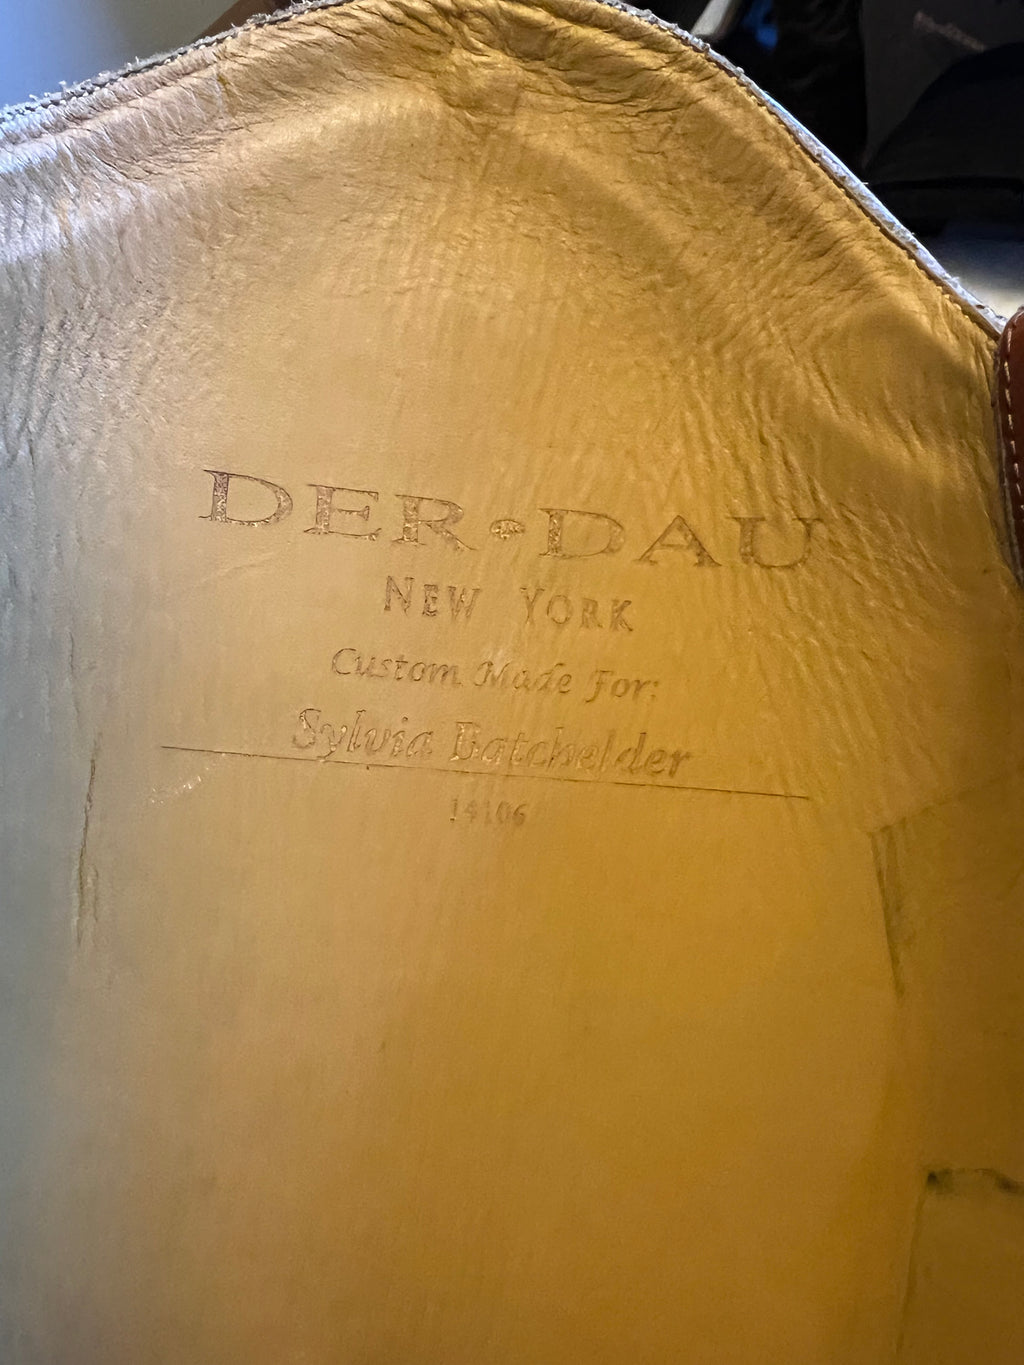 DER•DAU
NEW YORK
Custom Made For:
Sylvia Batchelder
14106